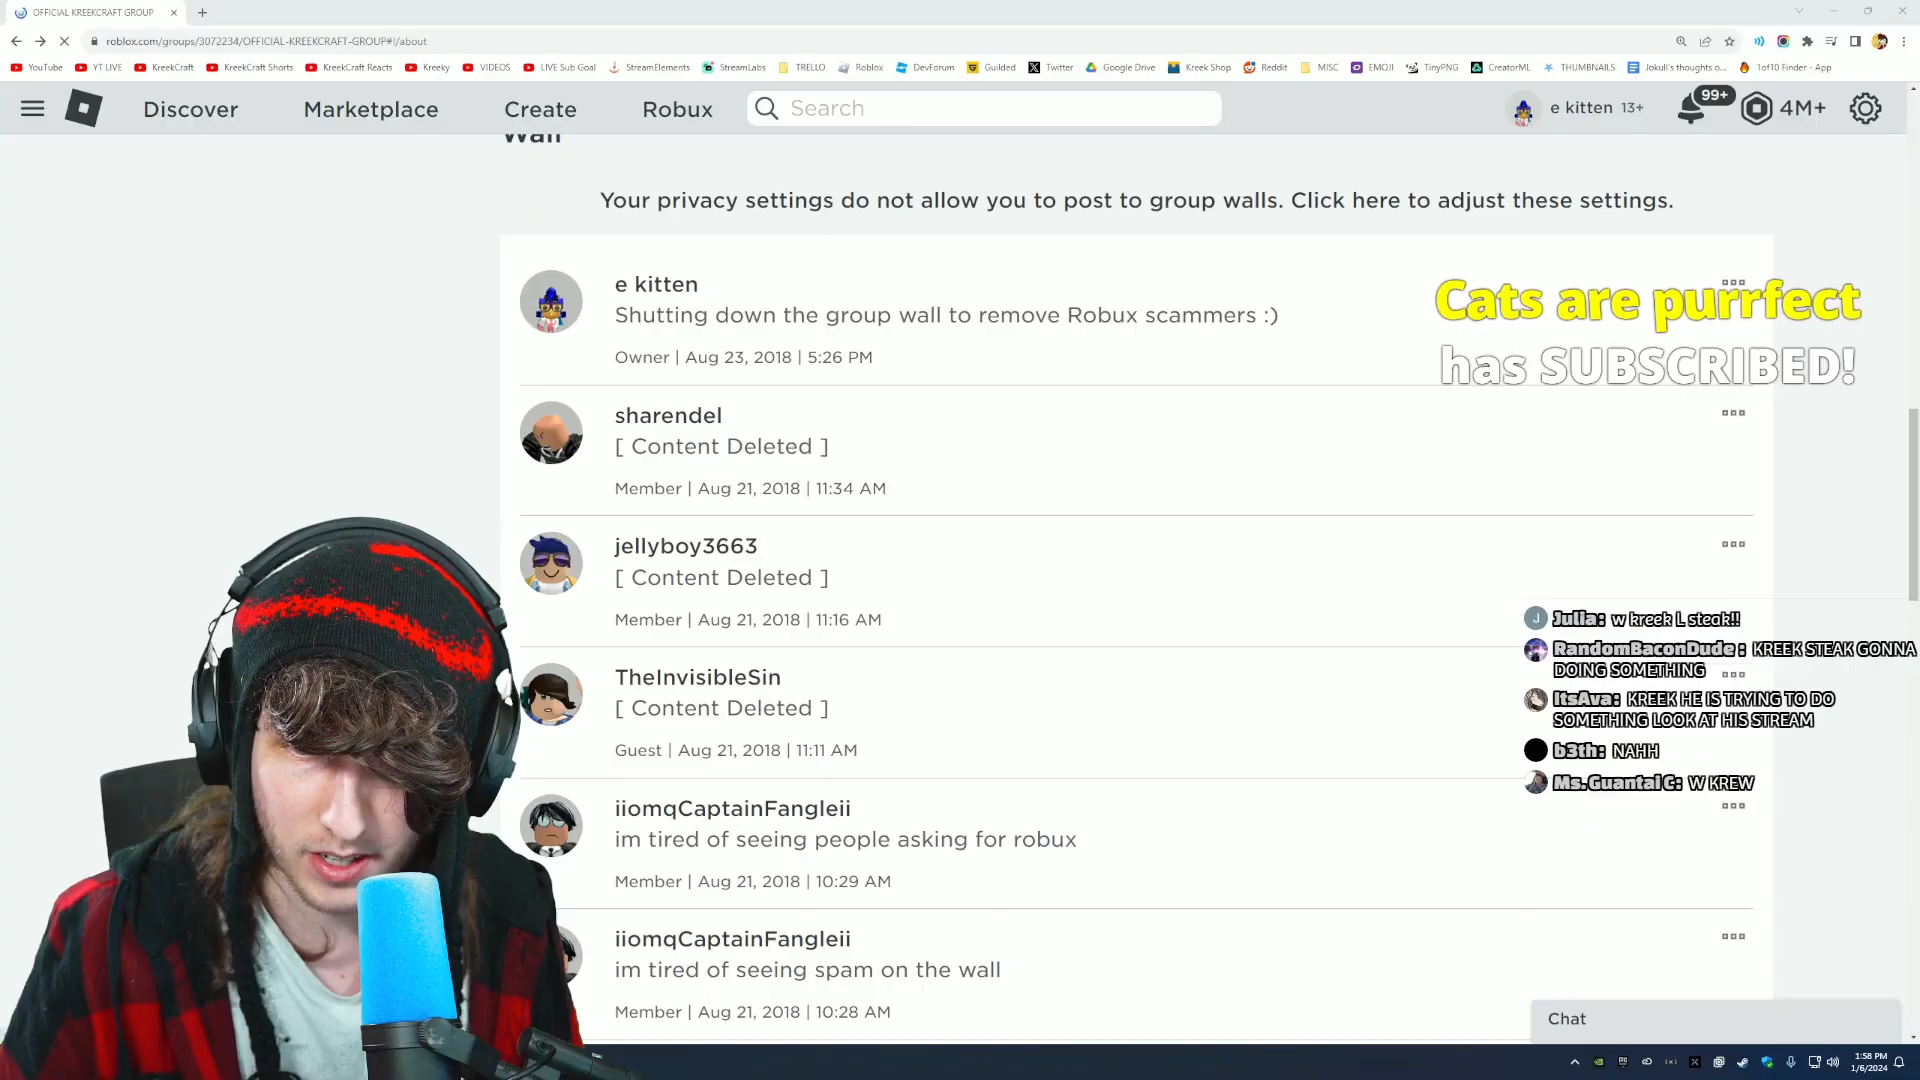 OFFICIAL KREEKCRAFT GROUP
roblox.com/groups/3072234/OFFICIAL-KREEKCRAFT-GROUP#!/about
YouTube YT LIVE KreekCraft KreekCraft Shorts KreekCraft Reacts Kreeky VIDEOS LIVE Sub Goal StreamElements StreamLabs TRELLO Roblox DevForum Guilded Twitter Google Drive Kreek Shop Reddit MISC EMOJI TinyPNG CreatorML THUMBNAILS Jokull's thoughts o... 1of10 Finder - App
Discover Marketplace Create Robux Search e kitten 13+ 99+ 4M+
Wall
Your privacy settings do not allow you to post to group walls. Click here to adjust these settings.
e kitten
Shutting down the group wall to remove Robux scammers :)
Owner | Aug 23, 2018 | 5:26 PM
Cats are purrfect
has SUBSCRIBED!
sharendel
[ Content Deleted ]
Member | Aug 21, 2018 | 11:34 AM
jellyboy3663
[ Content Deleted ]
Member | Aug 21, 2018 | 11:16 AM
TheInvisibleSin
[ Content Deleted ]
Guest | Aug 21, 2018 | 11:11 AM
iiomqCaptainFangleii
im tired of seeing people asking for robux
Member | Aug 21, 2018 | 10:29 AM
iiomqCaptainFangleii
im tired of seeing spam on the wall
Member | Aug 21, 2018 | 10:28 AM
J Julia: w kreek L steak!!
RandomBaconDude : KREEK STEAK GONNA
DOING SOMETHING
ItsAva: KREEK HE IS TRYING TO DO
SOMETHING LOOK AT HIS STREAM
b3th: NAHH
Ms. Guantai C: W KREW
Chat
1:58 PM
1/6/2024